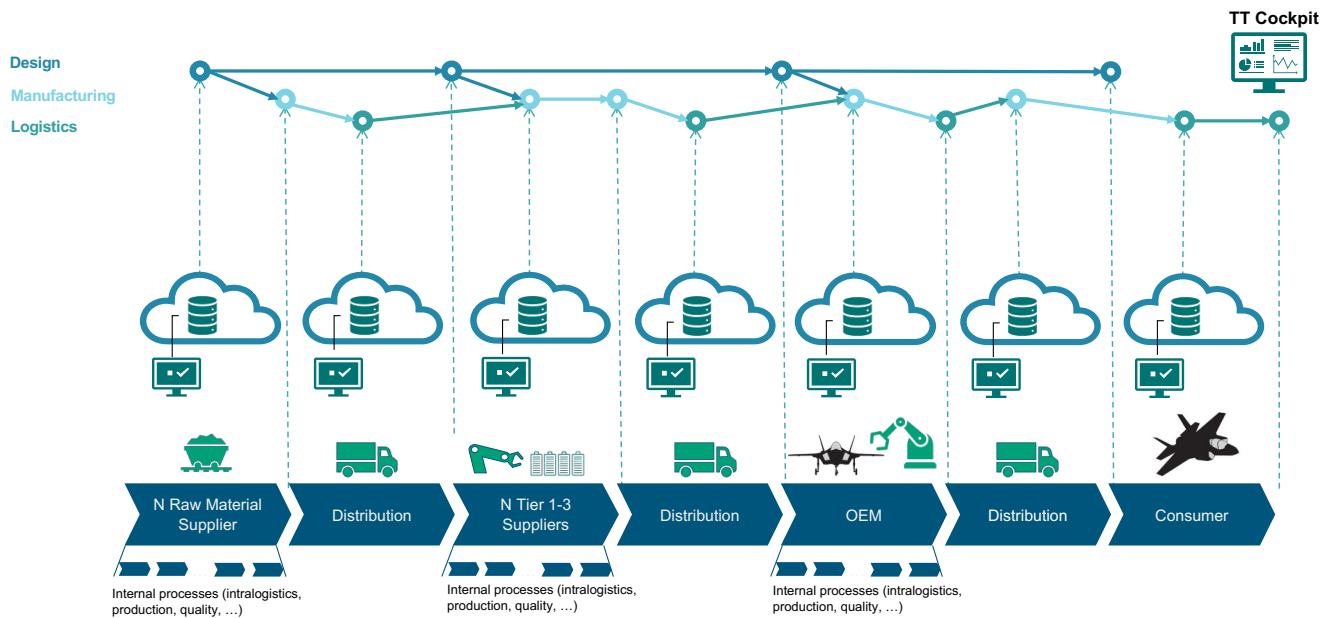 TT Cockpit
Design
Manufacturing
Logistics
N Raw Material
Supplier
Distribution
N Tier 1-3
Suppliers
Distribution
OEM
Distribution
Consumer
Internal processes (intralogistics,
production, quality, …)
Internal processes (intralogistics,
production, quality, …)
Internal processes (intralogistics,
production, quality, …)